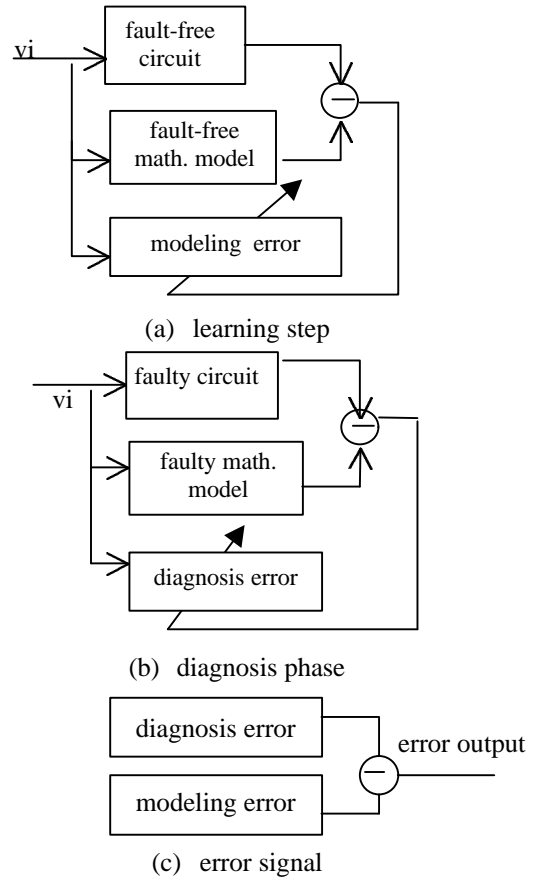 vi
fault-free
circuit
fault-free
math. model
modeling error
(a) learning step
vi
faulty circuit
faulty math.
model
diagnosis error
(b) diagnosis phase
diagnosis error
error output
modeling error
(c) error signal